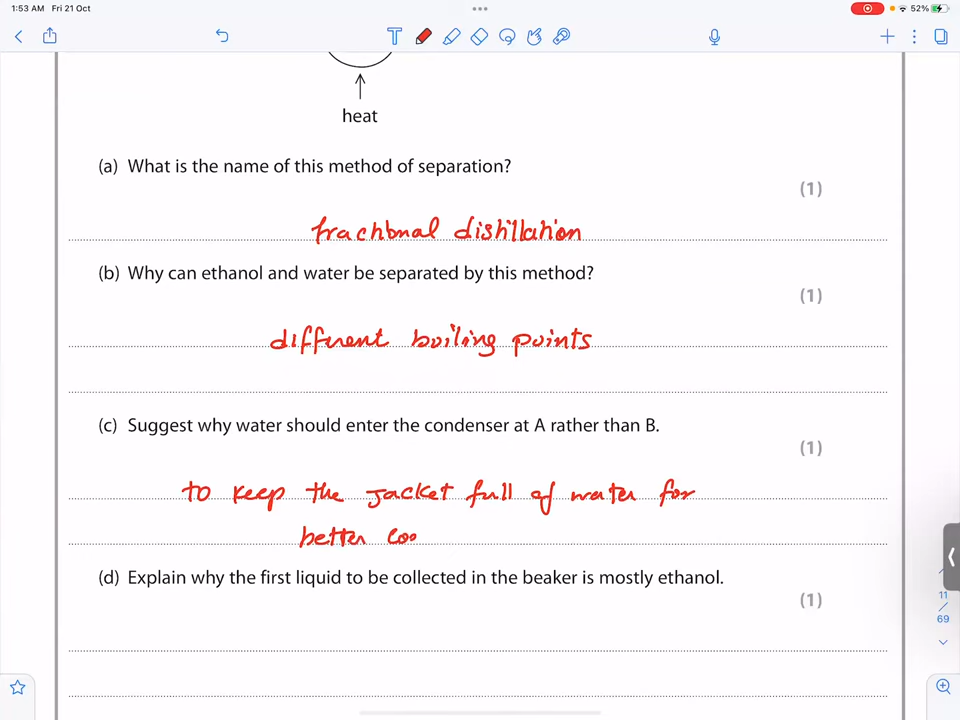 1:53 AM Fri 21 Oct
52%
heat
(a) What is the name of this method of separation?
(1)
fractional distillation
(b) Why can ethanol and water be separated by this method?
(1)
different boiling points
(c) Suggest why water should enter the condenser at A rather than B.
(1)
to keep the jacket full of water for
better coo
(d) Explain why the first liquid to be collected in the beaker is mostly ethanol.
(1)
11
/
69